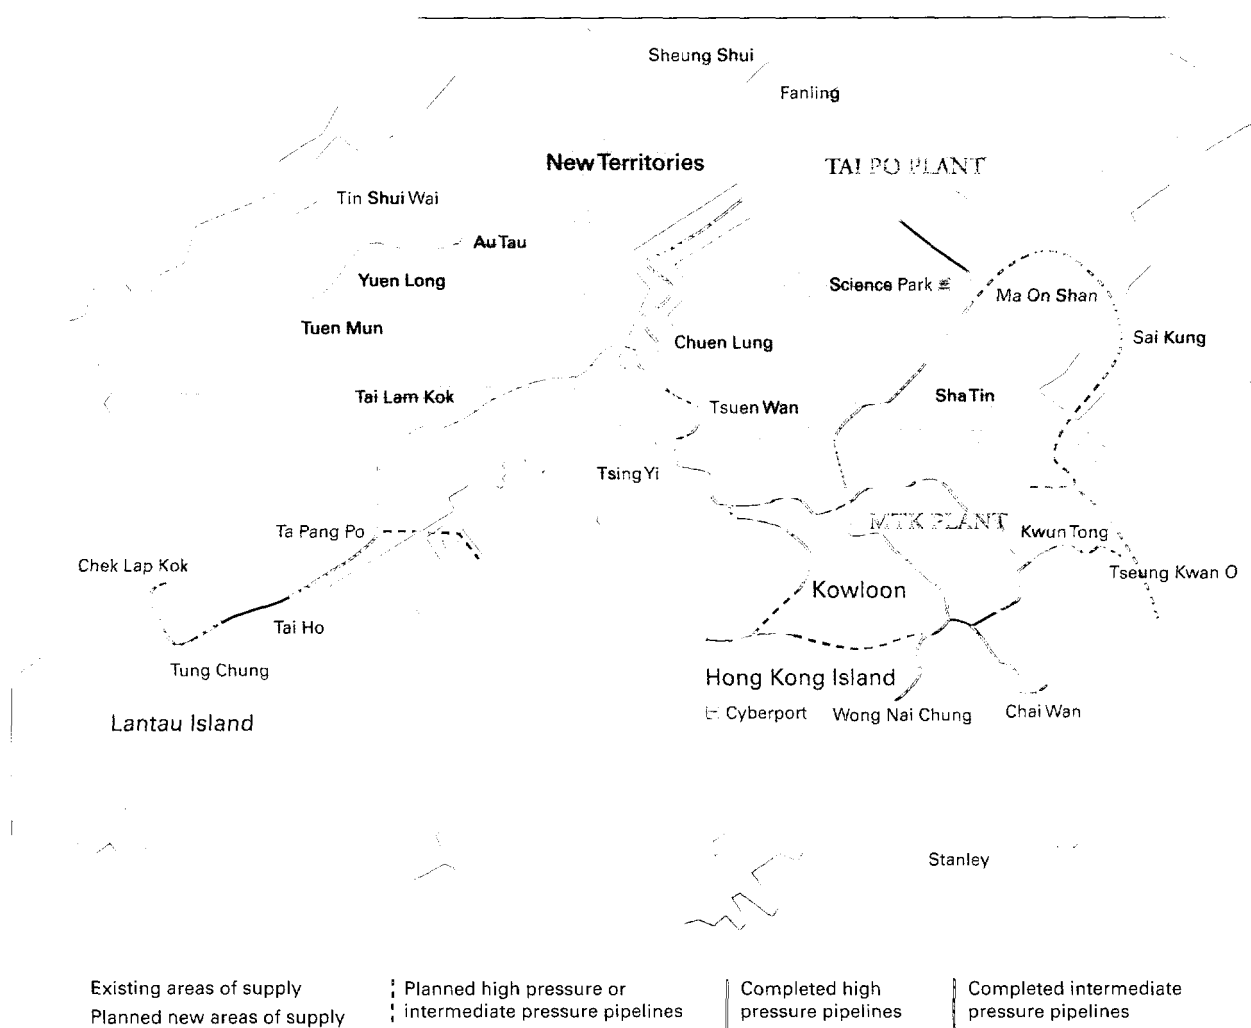 Sheung Shui
Fanling
New Territories
TAI PO PLANT
Tin Shui Wai
Au Tau
Yuen Long
Science Park
Ma On Shan
Tuen Mun
Chuen Lung
Sai Kung
Tai Lam Kok
Tsuen Wan
Sha Tin
Tsing Yi
Ta Pang Po
MTK PLANT
Kwun Tong
Chek Lap Kok
Tseung Kwan O
Kowloon
Tai Ho
Tung Chung
Hong Kong Island
Lantau Island
Cyberport
Wong Nai Chung
Chai Wan
Stanley
Existing areas of supply
Planned new areas of supply
Planned high pressure or
intermediate pressure pipelines
Completed high
pressure pipelines
Completed intermediate
pressure pipelines